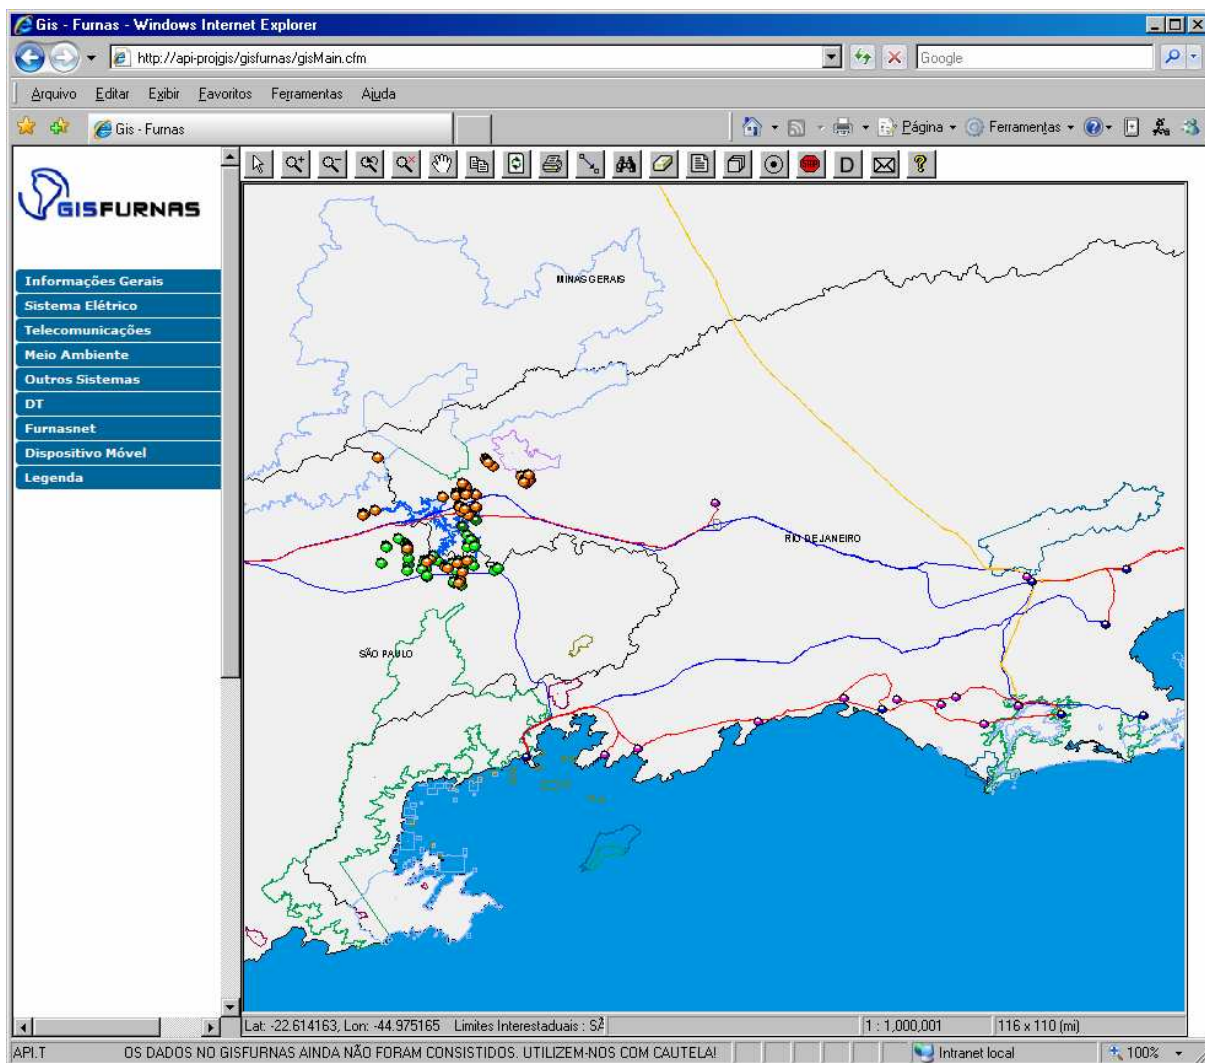 Gis - Furnas - Windows Internet Explorer
http://api-projgis/gisfurnas/gisMain.cfm
Google
Arquivo Editar Exibir Favoritos Ferramentas Ajuda
Gis - Furnas
Página
Ferramentas
GISFURNAS
D
Informações Gerais
Sistema Elétrico
Telecomunicações
Meio Ambiente
Outros Sistemas
DT
Furnasnet
Dispositivo Móvel
Legenda
MINAS GERAIS
RIO DE JANEIRO
SÃO PAULO
Lat: -22.614163, Lon: -44.975165 Limites Interestaduais : SÃ
1 : 1,000,001
116 x 110 (mi)
API.T OS DADOS NO GISFURNAS AINDA NÃO FORAM CONSISTIDOS. UTILIZEM-NOS COM CAUTELA!
Intranet local
100%